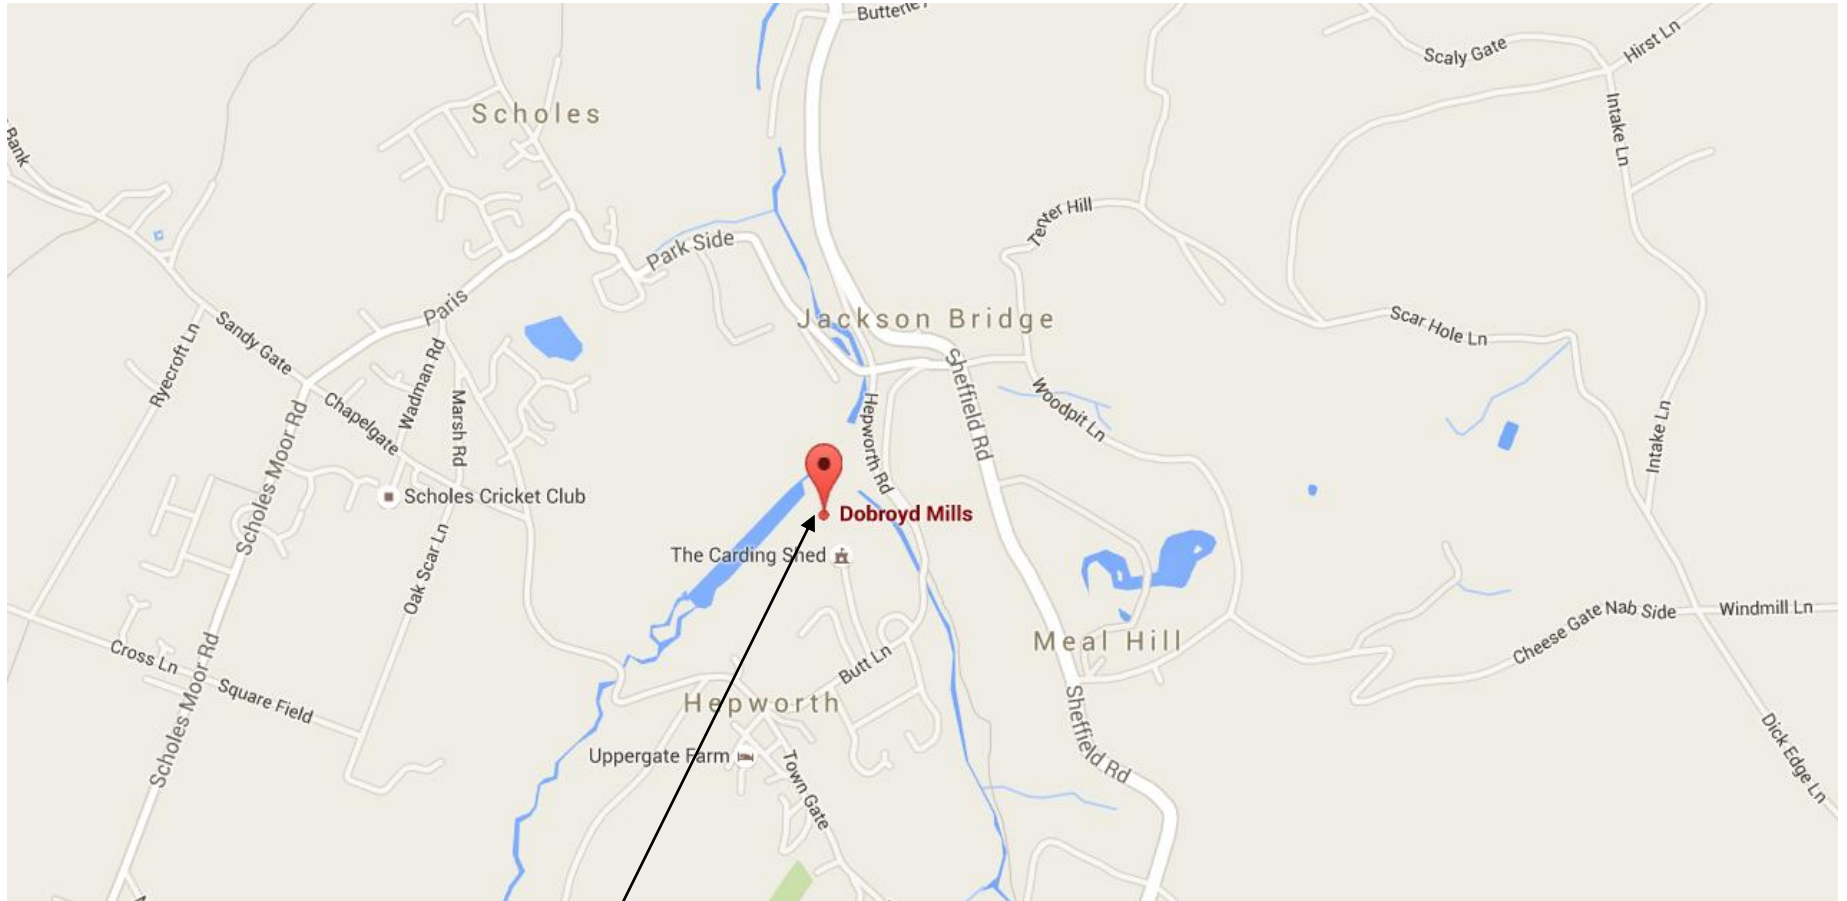 Butterley
Scaly Gate
Hirst Ln
Bank
Scholes
Intake Ln
Tenter Hill
Park Side
Paris
Jackson Bridge
Scar Hole Ln
Sandy Gate
Ryecroft Ln
Wadman Rd
Sheffield Rd
Woodpit Ln
Chapelgate
Marsh Rd
Hepworth Rd
Intake Ln
Scholes Moor Rd
Scholes Cricket Club
Dobroyd Mills
The Carding Shed
Oak Scar Ln
Cheese Gate Nab Side
Windmill Ln
Meal Hill
Cross Ln
Butt Ln
Square Field
Hepworth
Scholes Moor Rd
Sheffield Rd
Uppergate Farm
Town Gate
Dick Edge Ln